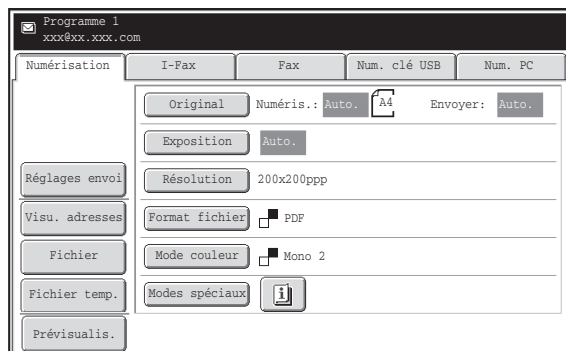 Programme 1
xxx@xx.xxx.com
Numérisation I-Fax Fax Num. clé USB Num. PC
Original Numéris.: Auto. A4 Envoyer: Auto.
Exposition Auto.
Réglages envoi Résolution 200x200ppp
Visu. adresses Format fichier PDF
Fichier Mode couleur Mono 2
Fichier temp. Modes spéciaux
Prévisualis.